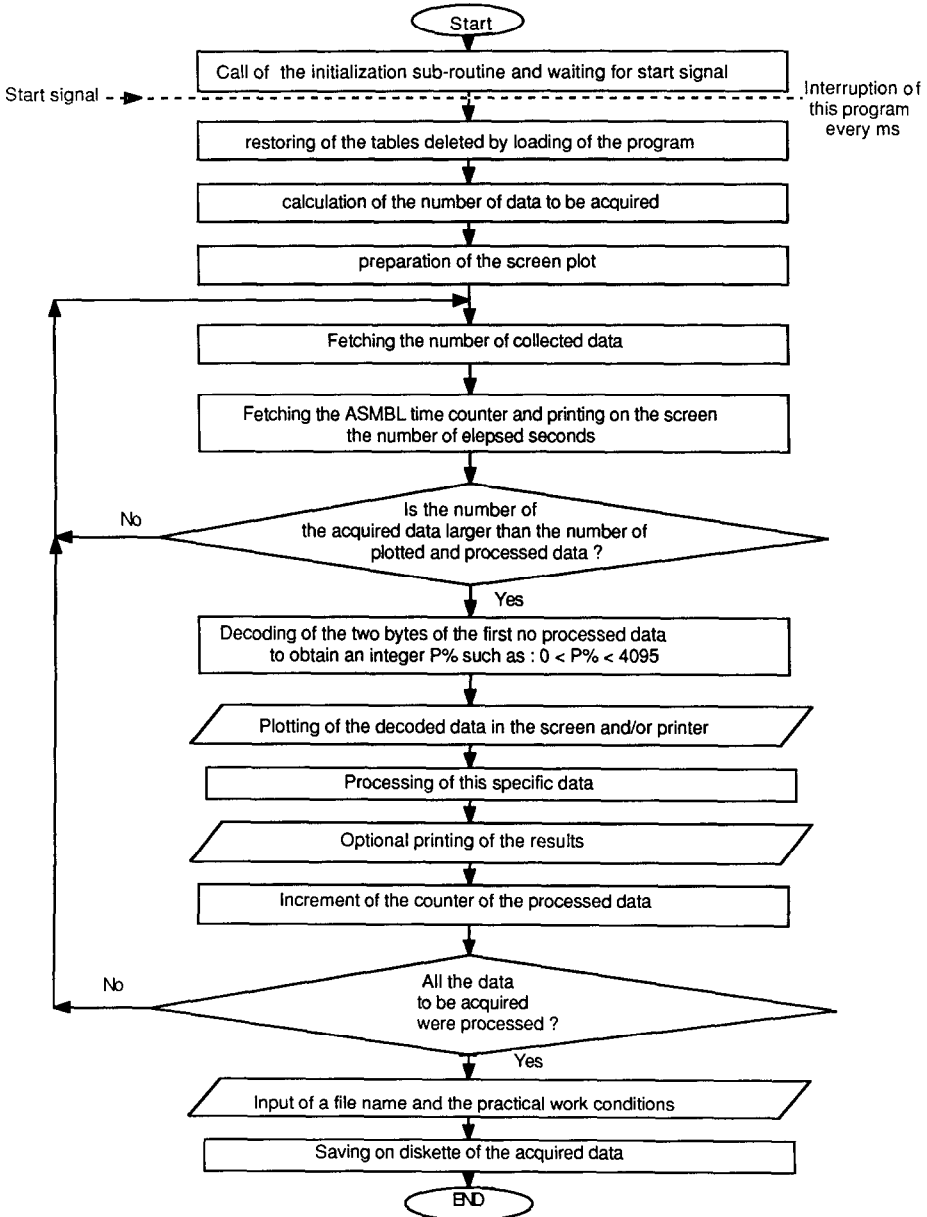 Start
Call of the initialization sub-routine and waiting for start signal
Start signal
Interruption of
this program
every ms
restoring of the tables deleted by loading of the program
calculation of the number of data to be acquired
preparation of the screen plot
Fetching the number of collected data
Fetching the ASMBL time counter and printing on the screen
the number of elepsed seconds
Is the number of
the acquired data larger than the number of
plotted and processed data ?
No
Yes
Decoding of the two bytes of the first no processed data
to obtain an integer P% such as : 0 < P% < 4095
Plotting of the decoded data in the screen and/or printer
Processing of this specific data
Optional printing of the results
Increment of the counter of the processed data
All the data
to be acquired
were processed ?
No
Yes
Input of a file name and the practical work conditions
Saving on diskette of the acquired data
END